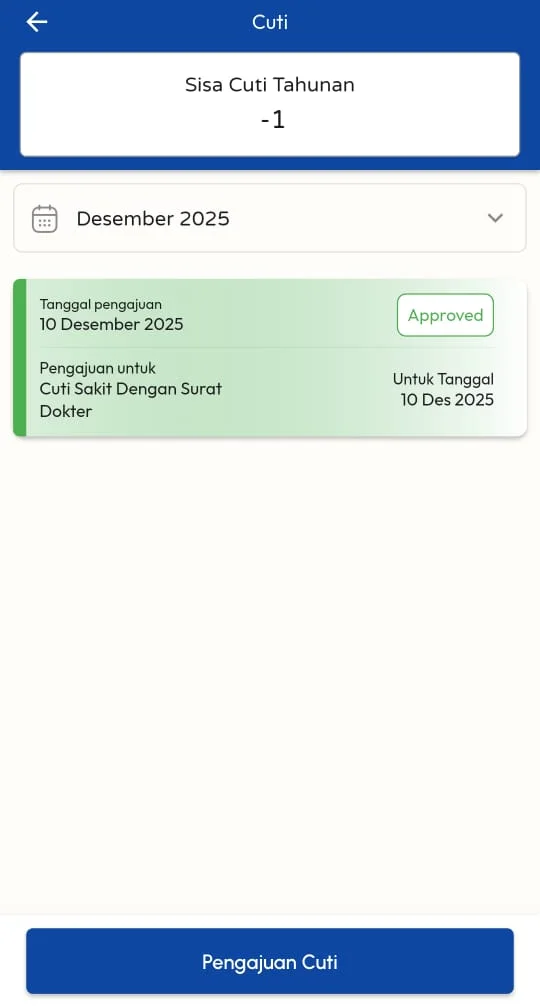 Cuti
Sisa Cuti Tahunan
-1
Desember 2025
Tanggal pengajuan
10 Desember 2025
Approved
Pengajuan untuk
Cuti Sakit Dengan Surat
Dokter
Untuk Tanggal
10 Des 2025
Pengajuan Cuti